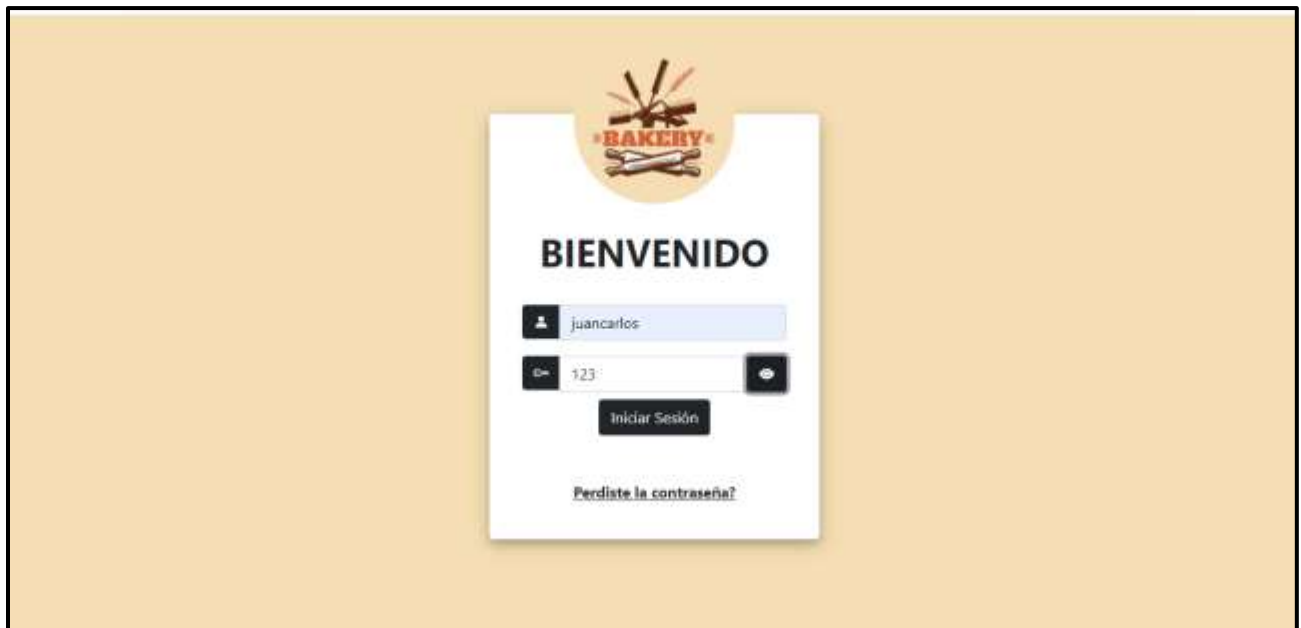 BAKERY
BIENVENIDO
juancarlos
123
Iniciar Sesión
Perdiste la contraseña?